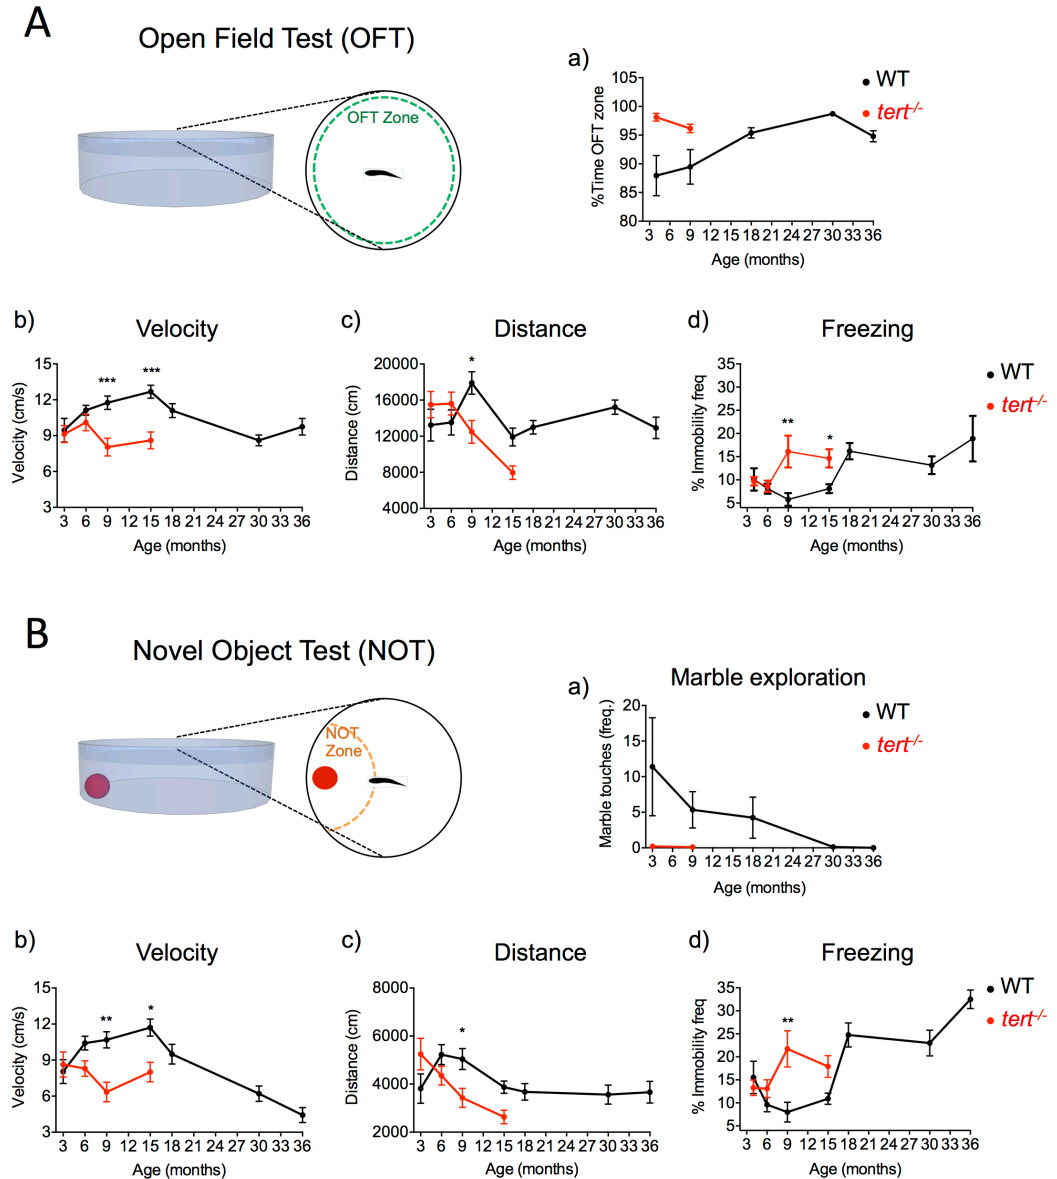 A
Open Field Test (OFT)
OFT Zone
a)
WT
tert-/-
%Time OFT zone
105
100
95
90
85
80
3 6 9 12 15 18 21 24 27 30 33 36
Age (months)
b)
Velocity
Velocity (cm/s)
15
12
9
6
3
***
***
3 6 9 12 15 18 21 24 27 30 33 36
Age (months)
c)
Distance
Distance (cm)
20000
16000
12000
8000
4000
*
3 6 9 12 15 18 21 24 27 30 33 36
Age (months)
d)
Freezing
% Immobility freq
35
30
25
20
15
10
5
**
*
3 6 9 12 15 18 21 24 27 30 33 36
Age (months)
WT
tert-/-
B
Novel Object Test (NOT)
NOT
Zone
a)
Marble exploration
WT
tert-/-
Marble touches (freq.)
20
15
10
5
0
3 6 9 12 15 18 21 24 27 30 33 36
Age (months)
b)
Velocity
Velocity (cm/s)
15
12
9
6
3
**
*
3 6 9 12 15 18 21 24 27 30 33 36
Age (months)
c)
Distance
Distance (cm)
8000
6000
4000
2000
*
3 6 9 12 15 18 21 24 27 30 33 36
Age (months)
d)
Freezing
% Immobility freq
35
30
25
20
15
10
5
**
3 6 9 12 15 18 21 24 27 30 33 36
Age (months)
WT
tert-/-